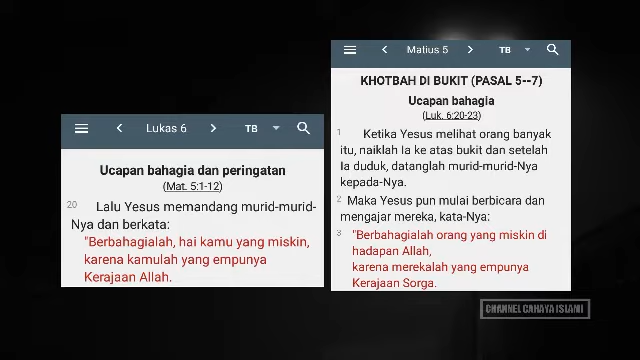 Lukas 6
TB
Ucapan bahagia dan peringatan
(Mat. 5:1-12)
20 Lalu Yesus memandang murid-murid-
Nya dan berkata:
"Berbahagialah, hai kamu yang miskin,
karena kamulah yang empunya
Kerajaan Allah.
Matius 5
TB
KHOTBAH DI BUKIT (PASAL 5--7)
Ucapan bahagia
(Luk. 6:20-23)
1 Ketika Yesus melihat orang banyak
itu, naiklah Ia ke atas bukit dan setelah
Ia duduk, datanglah murid-murid-Nya
kepada-Nya.
2 Maka Yesus pun mulai berbicara dan
mengajar mereka, kata-Nya:
3 "Berbahagialah orang yang miskin di
hadapan Allah,
karena merekalah yang empunya
Kerajaan Sorga.
CHANNEL CAHAYA ISLANI